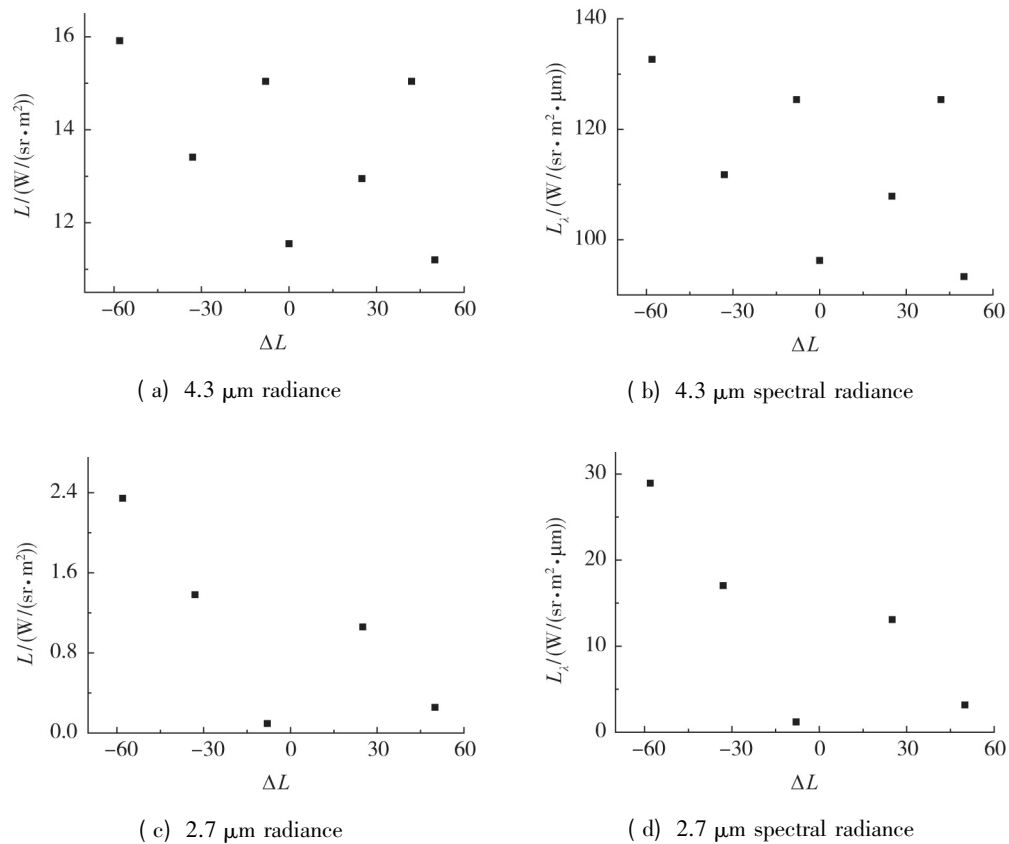 16
14
12
L/(W/(sr•m²))
−60 −30 0 30 60
ΔL
( a) 4.3 μm radiance
140
120
100
L_λ/(W/(sr•m²•μm))
−60 −30 0 30 60
ΔL
( b) 4.3 μm spectral radiance
2.4
1.6
0.8
0.0
L/(W/(sr•m²))
−60 −30 0 30 60
ΔL
( c) 2.7 μm radiance
30
20
10
0
L_λ/(W/(sr•m²•μm))
−60 −30 0 30 60
ΔL
( d) 2.7 μm spectral radiance